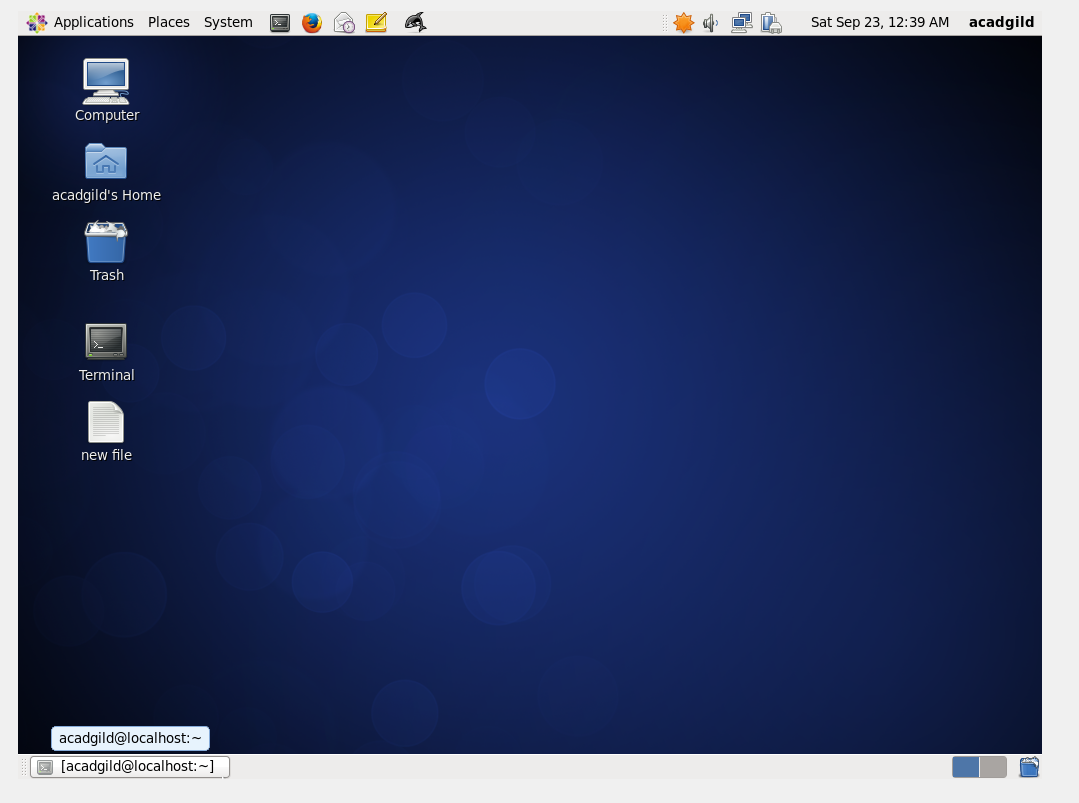 Applications Places System Sat Sep 23, 12:39 AM acadgild
Computer
acadgild's Home
Trash
Terminal
new file
acadgild@localhost:~
[acadgild@localhost:~]